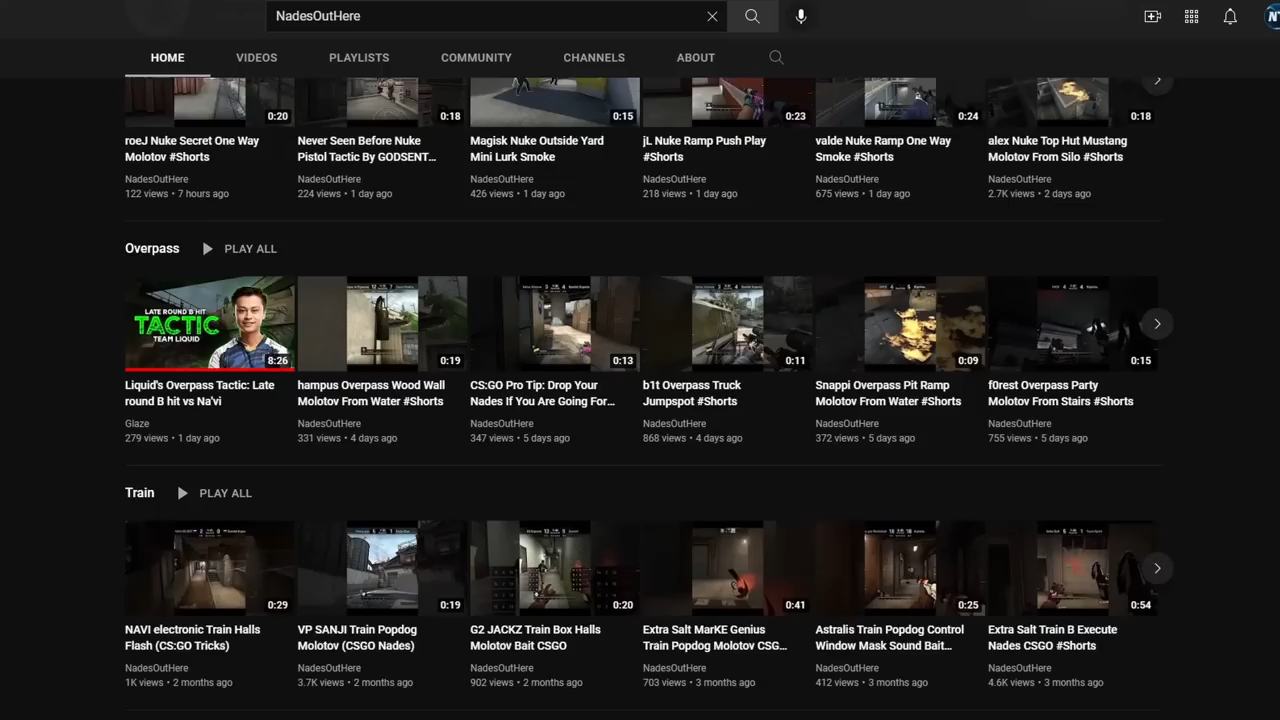 NadesOutHere
HOME VIDEOS PLAYLISTS COMMUNITY CHANNELS ABOUT
0:20 0:18 0:15 0:23 0:24 0:18
roeJ Nuke Secret One Way
Molotov #Shorts
NadesOutHere
122 views • 7 hours ago
Never Seen Before Nuke
Pistol Tactic By GODSENT...
NadesOutHere
224 views • 1 day ago
Magisk Nuke Outside Yard
Mini Lurk Smoke
NadesOutHere
426 views • 1 day ago
jL Nuke Ramp Push Play
#Shorts
NadesOutHere
218 views • 1 day ago
valde Nuke Ramp One Way
Smoke #Shorts
NadesOutHere
675 views • 1 day ago
alex Nuke Top Hut Mustang
Molotov From Silo #Shorts
NadesOutHere
2.7K views • 2 days ago
Overpass PLAY ALL
LATE ROUND B HIT
TACTIC
TEAM LIQUID
8:26 0:19 0:13 0:11 0:09 0:15
Liquid's Overpass Tactic: Late
round B hit vs Na'vi
Glaze
279 views • 1 day ago
hampus Overpass Wood Wall
Molotov From Water #Shorts
NadesOutHere
331 views • 4 days ago
CS:GO Pro Tip: Drop Your
Nades If You Are Going For...
NadesOutHere
347 views • 5 days ago
b1t Overpass Truck
Jumpspot #Shorts
NadesOutHere
868 views • 4 days ago
Snappi Overpass Pit Ramp
Molotov From Water #Shorts
NadesOutHere
372 views • 5 days ago
f0rest Overpass Party
Molotov From Stairs #Shorts
NadesOutHere
755 views • 5 days ago
Train PLAY ALL
0:29 0:19 0:20 0:41 0:25 0:54
NAVI electronic Train Halls
Flash (CS:GO Tricks)
NadesOutHere
1K views • 2 months ago
VP SANJI Train Popdog
Molotov (CSGO Nades)
NadesOutHere
3.7K views • 2 months ago
G2 JACKZ Train Box Halls
Molotov Bait CSGO
NadesOutHere
902 views • 2 months ago
Extra Salt MarKE Genius
Train Popdog Molotov CSG...
NadesOutHere
703 views • 3 months ago
Astralis Train Popdog Control
Window Mask Sound Bait...
NadesOutHere
412 views • 3 months ago
Extra Salt Train B Execute
Nades CSGO #Shorts
NadesOutHere
4.6K views • 3 months ago